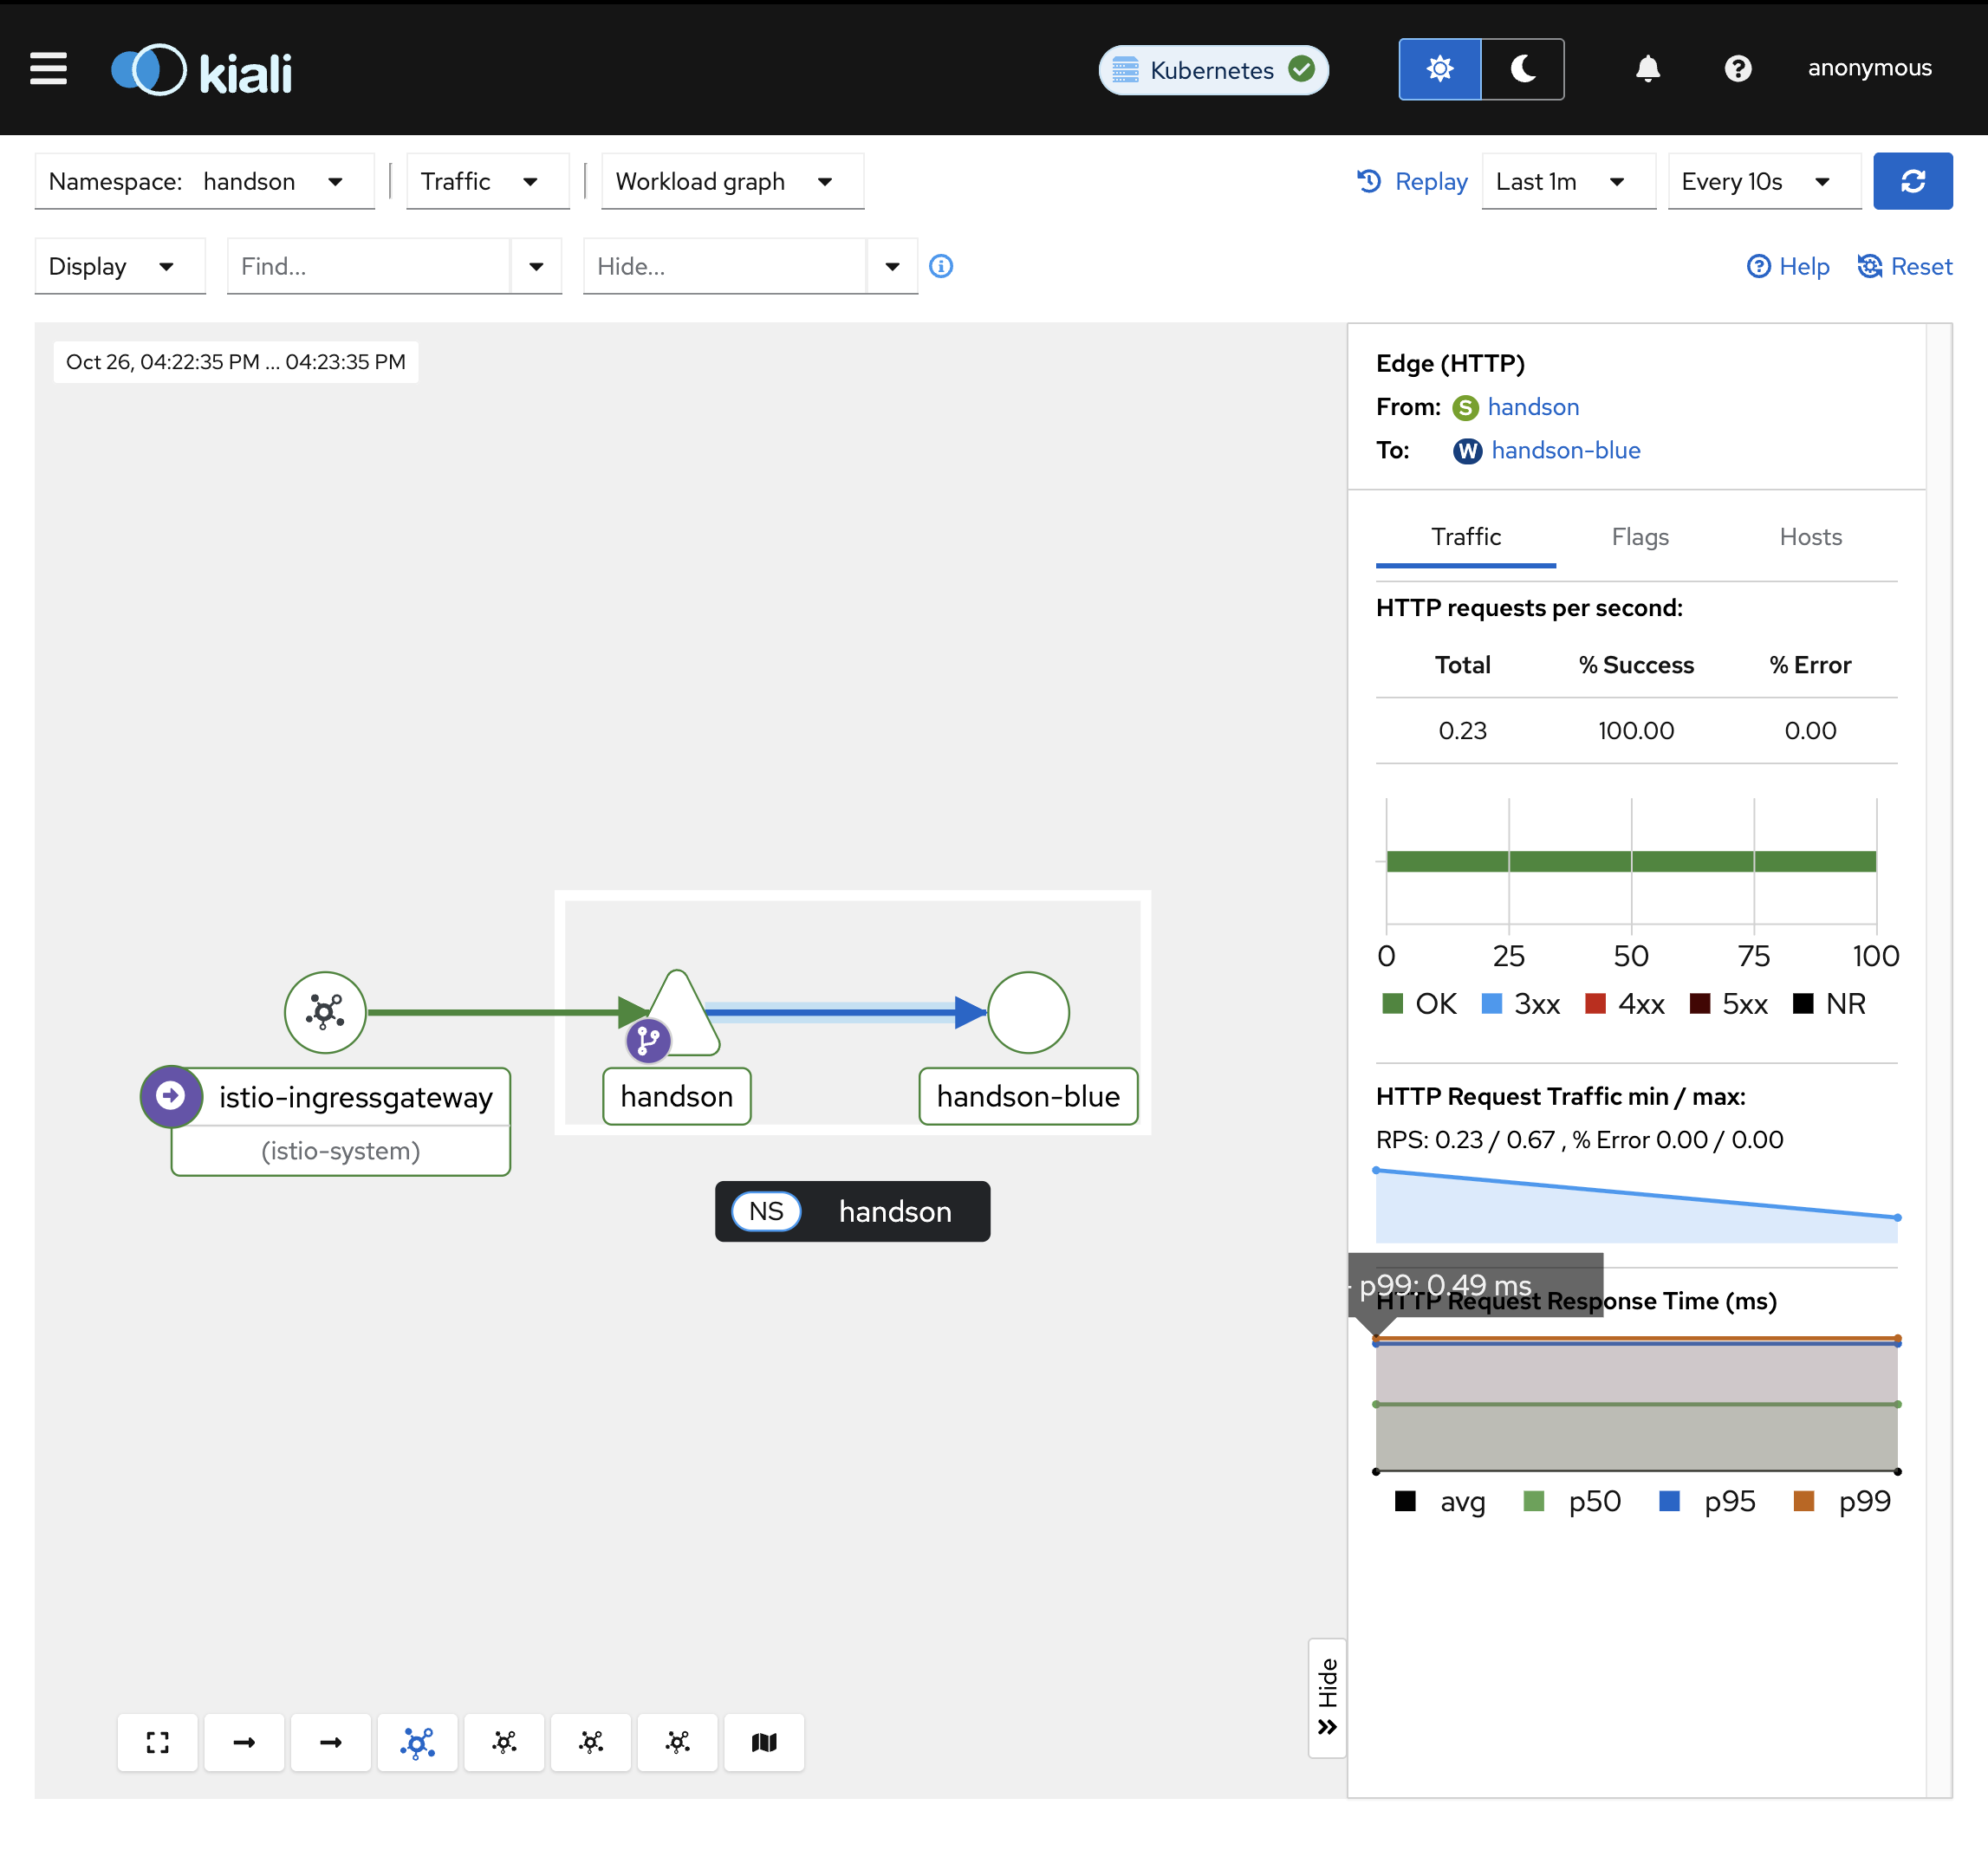 kiali
Kubernetes
anonymous
Namespace: handson
Traffic
Workload graph
Replay
Last 1m
Every 10s
Display
Find...
Hide...
Help
Reset
Oct 26, 04:22:35 PM ... 04:23:35 PM
istio-ingressgateway
(istio-system)
handson
handson-blue
NS handson
Hide
Edge (HTTP)
From: S handson
To: W handson-blue
Traffic Flags Hosts
HTTP requests per second:
Total % Success % Error
0.23 100.00 0.00
0 25 50 75 100
OK 3xx 4xx 5xx NR
HTTP Request Traffic min / max:
RPS: 0.23 / 0.67 , % Error 0.00 / 0.00
p99: 0.49 ms
HTTP Request Response Time (ms)
avg p50 p95 p99